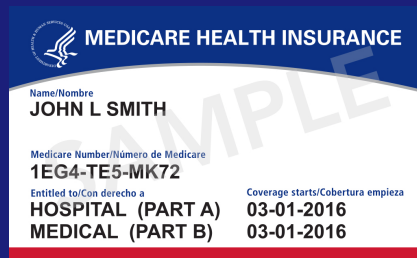 MEDICARE HEALTH INSURANCE
Name/Nombre
JOHN L SMITH
Medicare Number/Número de Medicare
1EG4-TE5-MK72
Entitled to/Con derecho a Coverage starts/Cobertura empieza
HOSPITAL (PART A) 03-01-2016
MEDICAL (PART B) 03-01-2016
SAMPLE